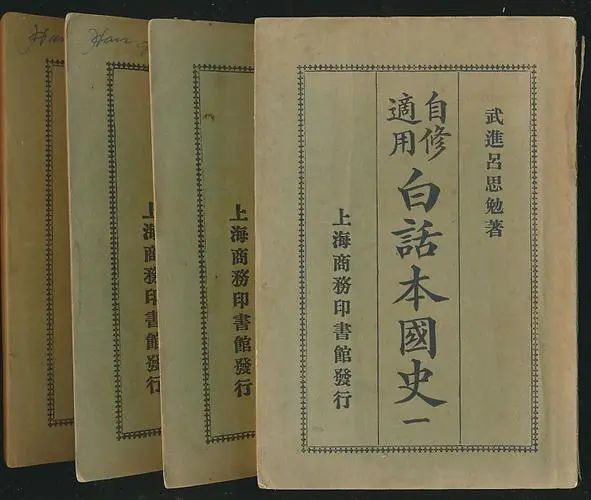 武進呂思勉著
自修
適用
白話本國史一
上海商務印書館發行
上海商務印書館發行
上海商務印書館發行
Han